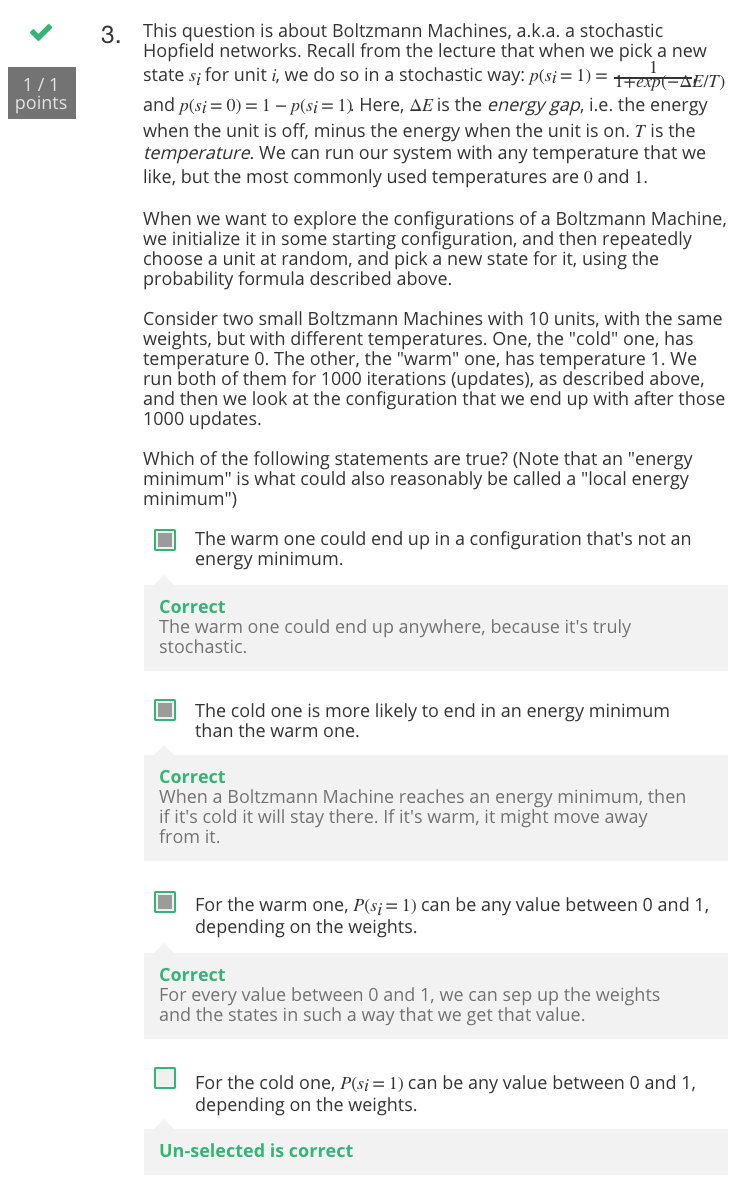 3.
1 / 1
points
This question is about Boltzmann Machines, a.k.a. a stochastic
Hopfield networks. Recall from the lecture that when we pick a new
state sᵢ for unit i, we do so in a stochastic way: p(sᵢ = 1) = 1/(1+exp(−ΔE/T))
and p(sᵢ = 0) = 1 − p(sᵢ = 1). Here, ΔE is the energy gap, i.e. the energy
when the unit is off, minus the energy when the unit is on. T is the
temperature. We can run our system with any temperature that we
like, but the most commonly used temperatures are 0 and 1.
When we want to explore the configurations of a Boltzmann Machine,
we initialize it in some starting configuration, and then repeatedly
choose a unit at random, and pick a new state for it, using the
probability formula described above.
Consider two small Boltzmann Machines with 10 units, with the same
weights, but with different temperatures. One, the "cold" one, has
temperature 0. The other, the "warm" one, has temperature 1. We
run both of them for 1000 iterations (updates), as described above,
and then we look at the configuration that we end up with after those
1000 updates.
Which of the following statements are true? (Note that an "energy
minimum" is what could also reasonably be called a "local energy
minimum")
The warm one could end up in a configuration that's not an
energy minimum.
Correct
The warm one could end up anywhere, because it's truly
stochastic.
The cold one is more likely to end in an energy minimum
than the warm one.
Correct
When a Boltzmann Machine reaches an energy minimum, then
if it's cold it will stay there. If it's warm, it might move away
from it.
For the warm one, P(sᵢ = 1) can be any value between 0 and 1,
depending on the weights.
Correct
For every value between 0 and 1, we can sep up the weights
and the states in such a way that we get that value.
For the cold one, P(sᵢ = 1) can be any value between 0 and 1,
depending on the weights.
Un-selected is correct